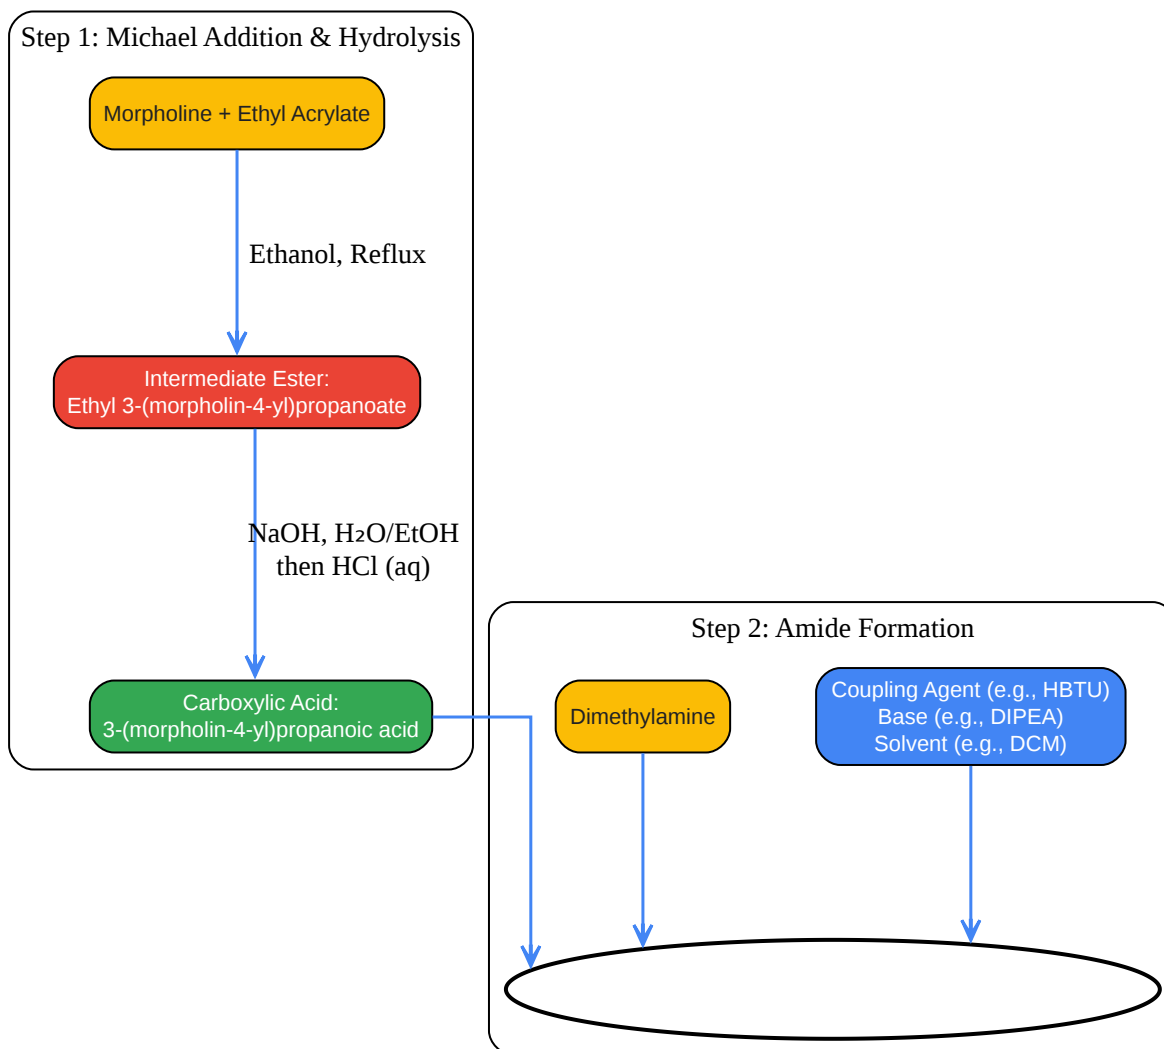 Step 1: Michael Addition & Hydrolysis
Morpholine + Ethyl Acrylate
Ethanol, Reflux
Intermediate Ester:
Ethyl 3-(morpholin-4-yl)propanoate
NaOH, H₂O/EtOH
then HCl (aq)
Carboxylic Acid:
3-(morpholin-4-yl)propanoic acid
Step 2: Amide Formation
Dimethylamine
Coupling Agent (e.g., HBTU)
Base (e.g., DIPEA)
Solvent (e.g., DCM)